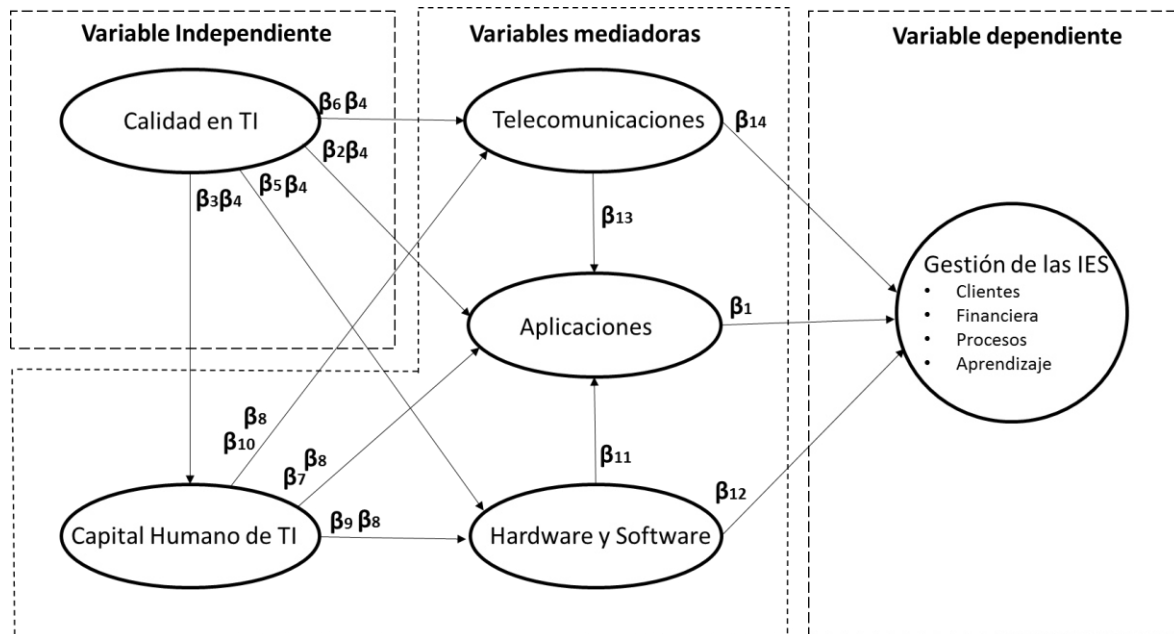 Variable Independiente
Variables mediadoras
Variable dependiente
Calidad en TI
β6 β4
Telecomunicaciones
β14
β2β4
β3β4
β5 β4
β13
Gestión de las IES
• Clientes
• Financiera
• Procesos
• Aprendizaje
Aplicaciones
β1
β8
β10
β8
β7
β11
β12
Capital Humano de TI
β9 β8
Hardware y Software